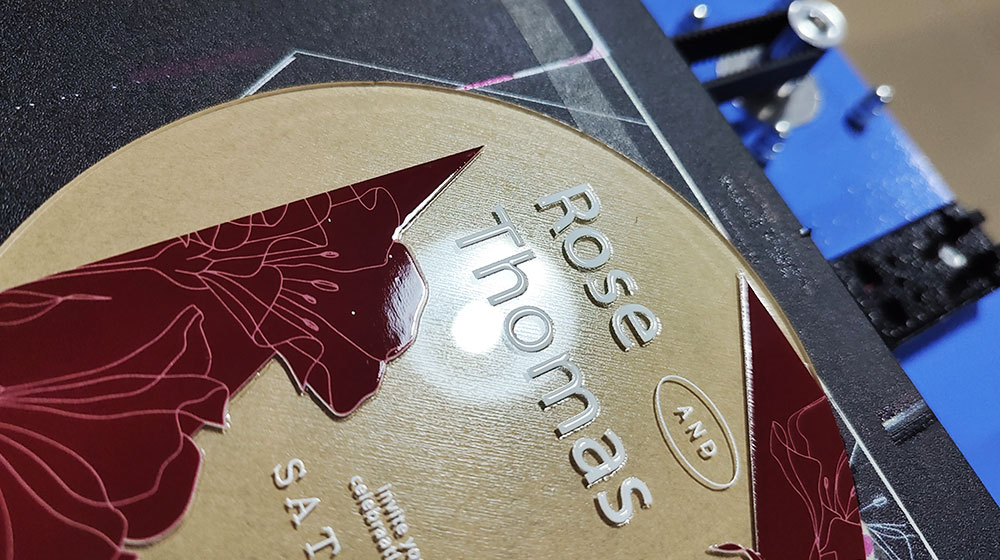 Rose
AND
Thomas
invite yo
celebrat
SAT